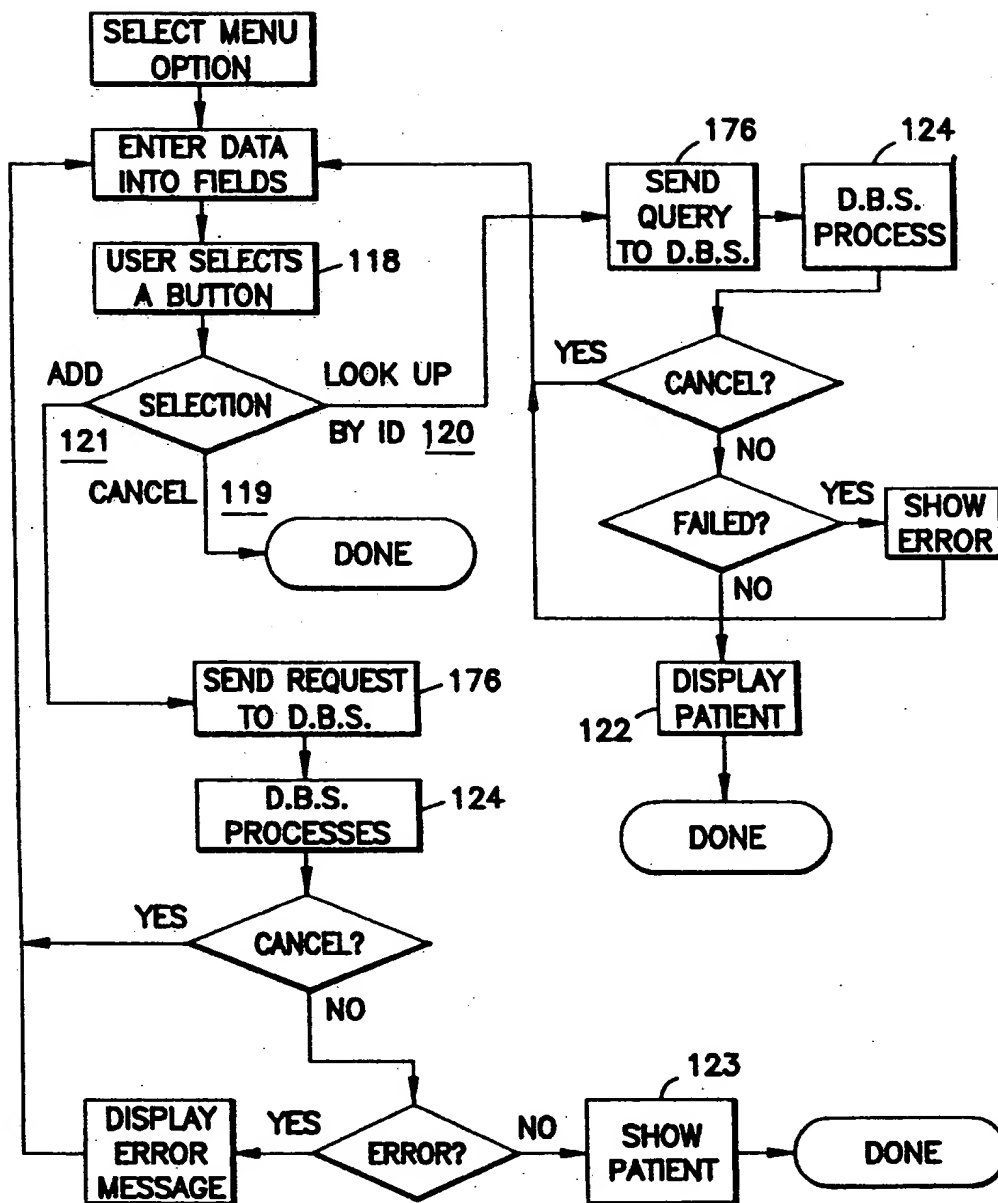 SELECT MENU
OPTION
ENTER DATA
INTO FIELDS
USER SELECTS
A BUTTON
118
ADD
SELECTION
LOOK UP
121
BY ID 120
CANCEL 119
DONE
176
SEND
QUERY
TO D.B.S.
124
D.B.S.
PROCESS
YES
CANCEL?
NO
FAILED?
YES
SHOW
ERROR
NO
DISPLAY
PATIENT
122
DONE
SEND REQUEST
TO D.B.S.
176
D.B.S.
PROCESSES
124
YES
CANCEL?
NO
DISPLAY
ERROR
MESSAGE
YES
ERROR?
NO
123
SHOW
PATIENT
DONE